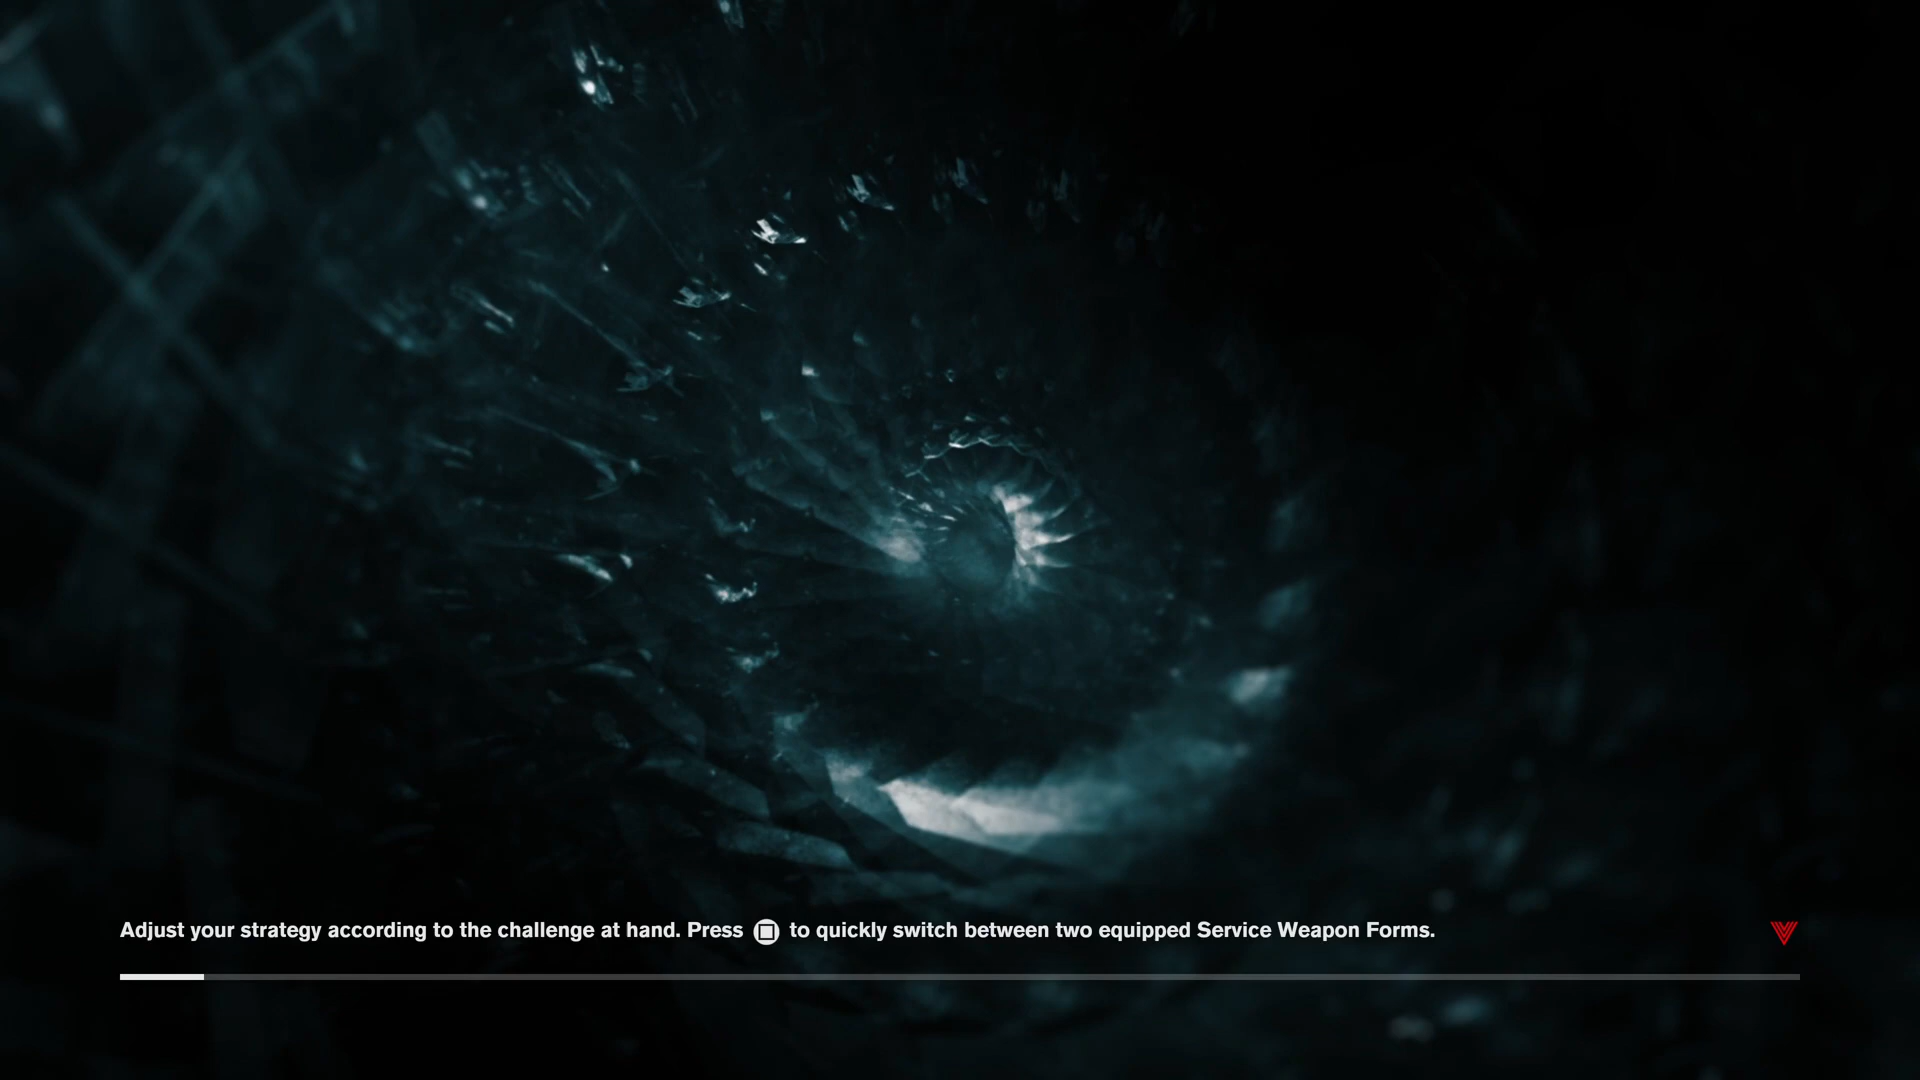 Adjust your strategy according to the challenge at hand. Press to quickly switch between two equipped Service Weapon Forms.